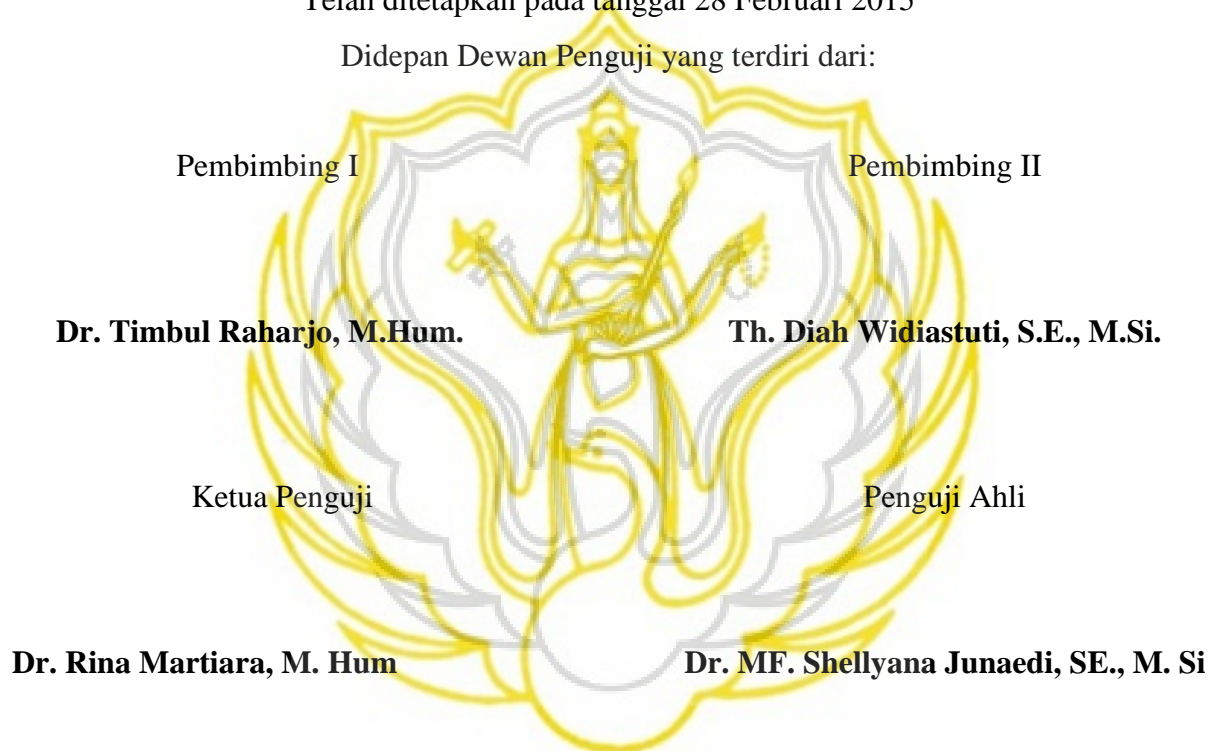 Telah ditetapkan pada tanggal 28 Februari 2015
Didepan Dewan Penguji yang terdiri dari:
Pembimbing I Pembimbing II
Dr. Timbul Raharjo, M.Hum. Th. Diah Widiastuti, S.E., M.Si.
Ketua Penguji Penguji Ahli
Dr. Rina Martiara, M. Hum Dr. MF. Shellyana Junaedi, SE., M. Si